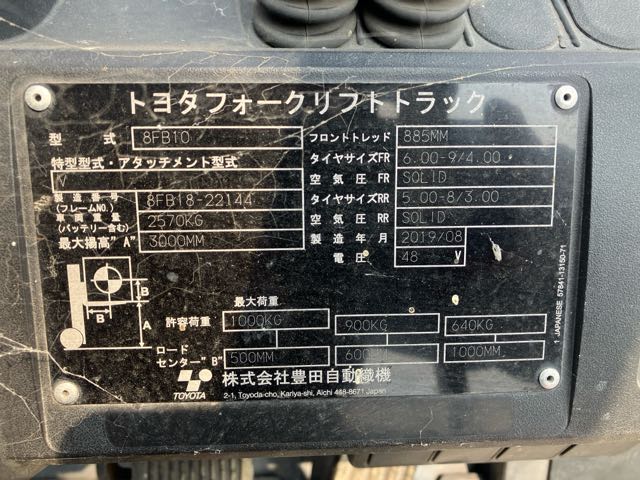 トヨタフォークリフトトラック
型式 8FB10
特型型式・アタッチメント型式
V
製造番号 (フレームNO.) 8FB18-22144
車両重量 (バッテリー含む) 2570KG
最大揚高"A" 3000MM
フロントトレッド 885MM
タイヤサイズFR 6.00-9/4.00
空気圧FR SOLID
タイヤサイズRR 5.00-8/3.00
空気圧RR SOLID
製造年月 2019/08
電圧 48 V
B
B
A
最大荷重
許容荷重 1000KG 900KG 640KG
ロードセンター"B" 500MM 600MM 1000MM
TOYOTA
株式会社豊田自動織機
2-1, Toyoda-cho, Kariya-shi, Aichi 448-8671 Japan
1 JAPANESE 57841-13150-71